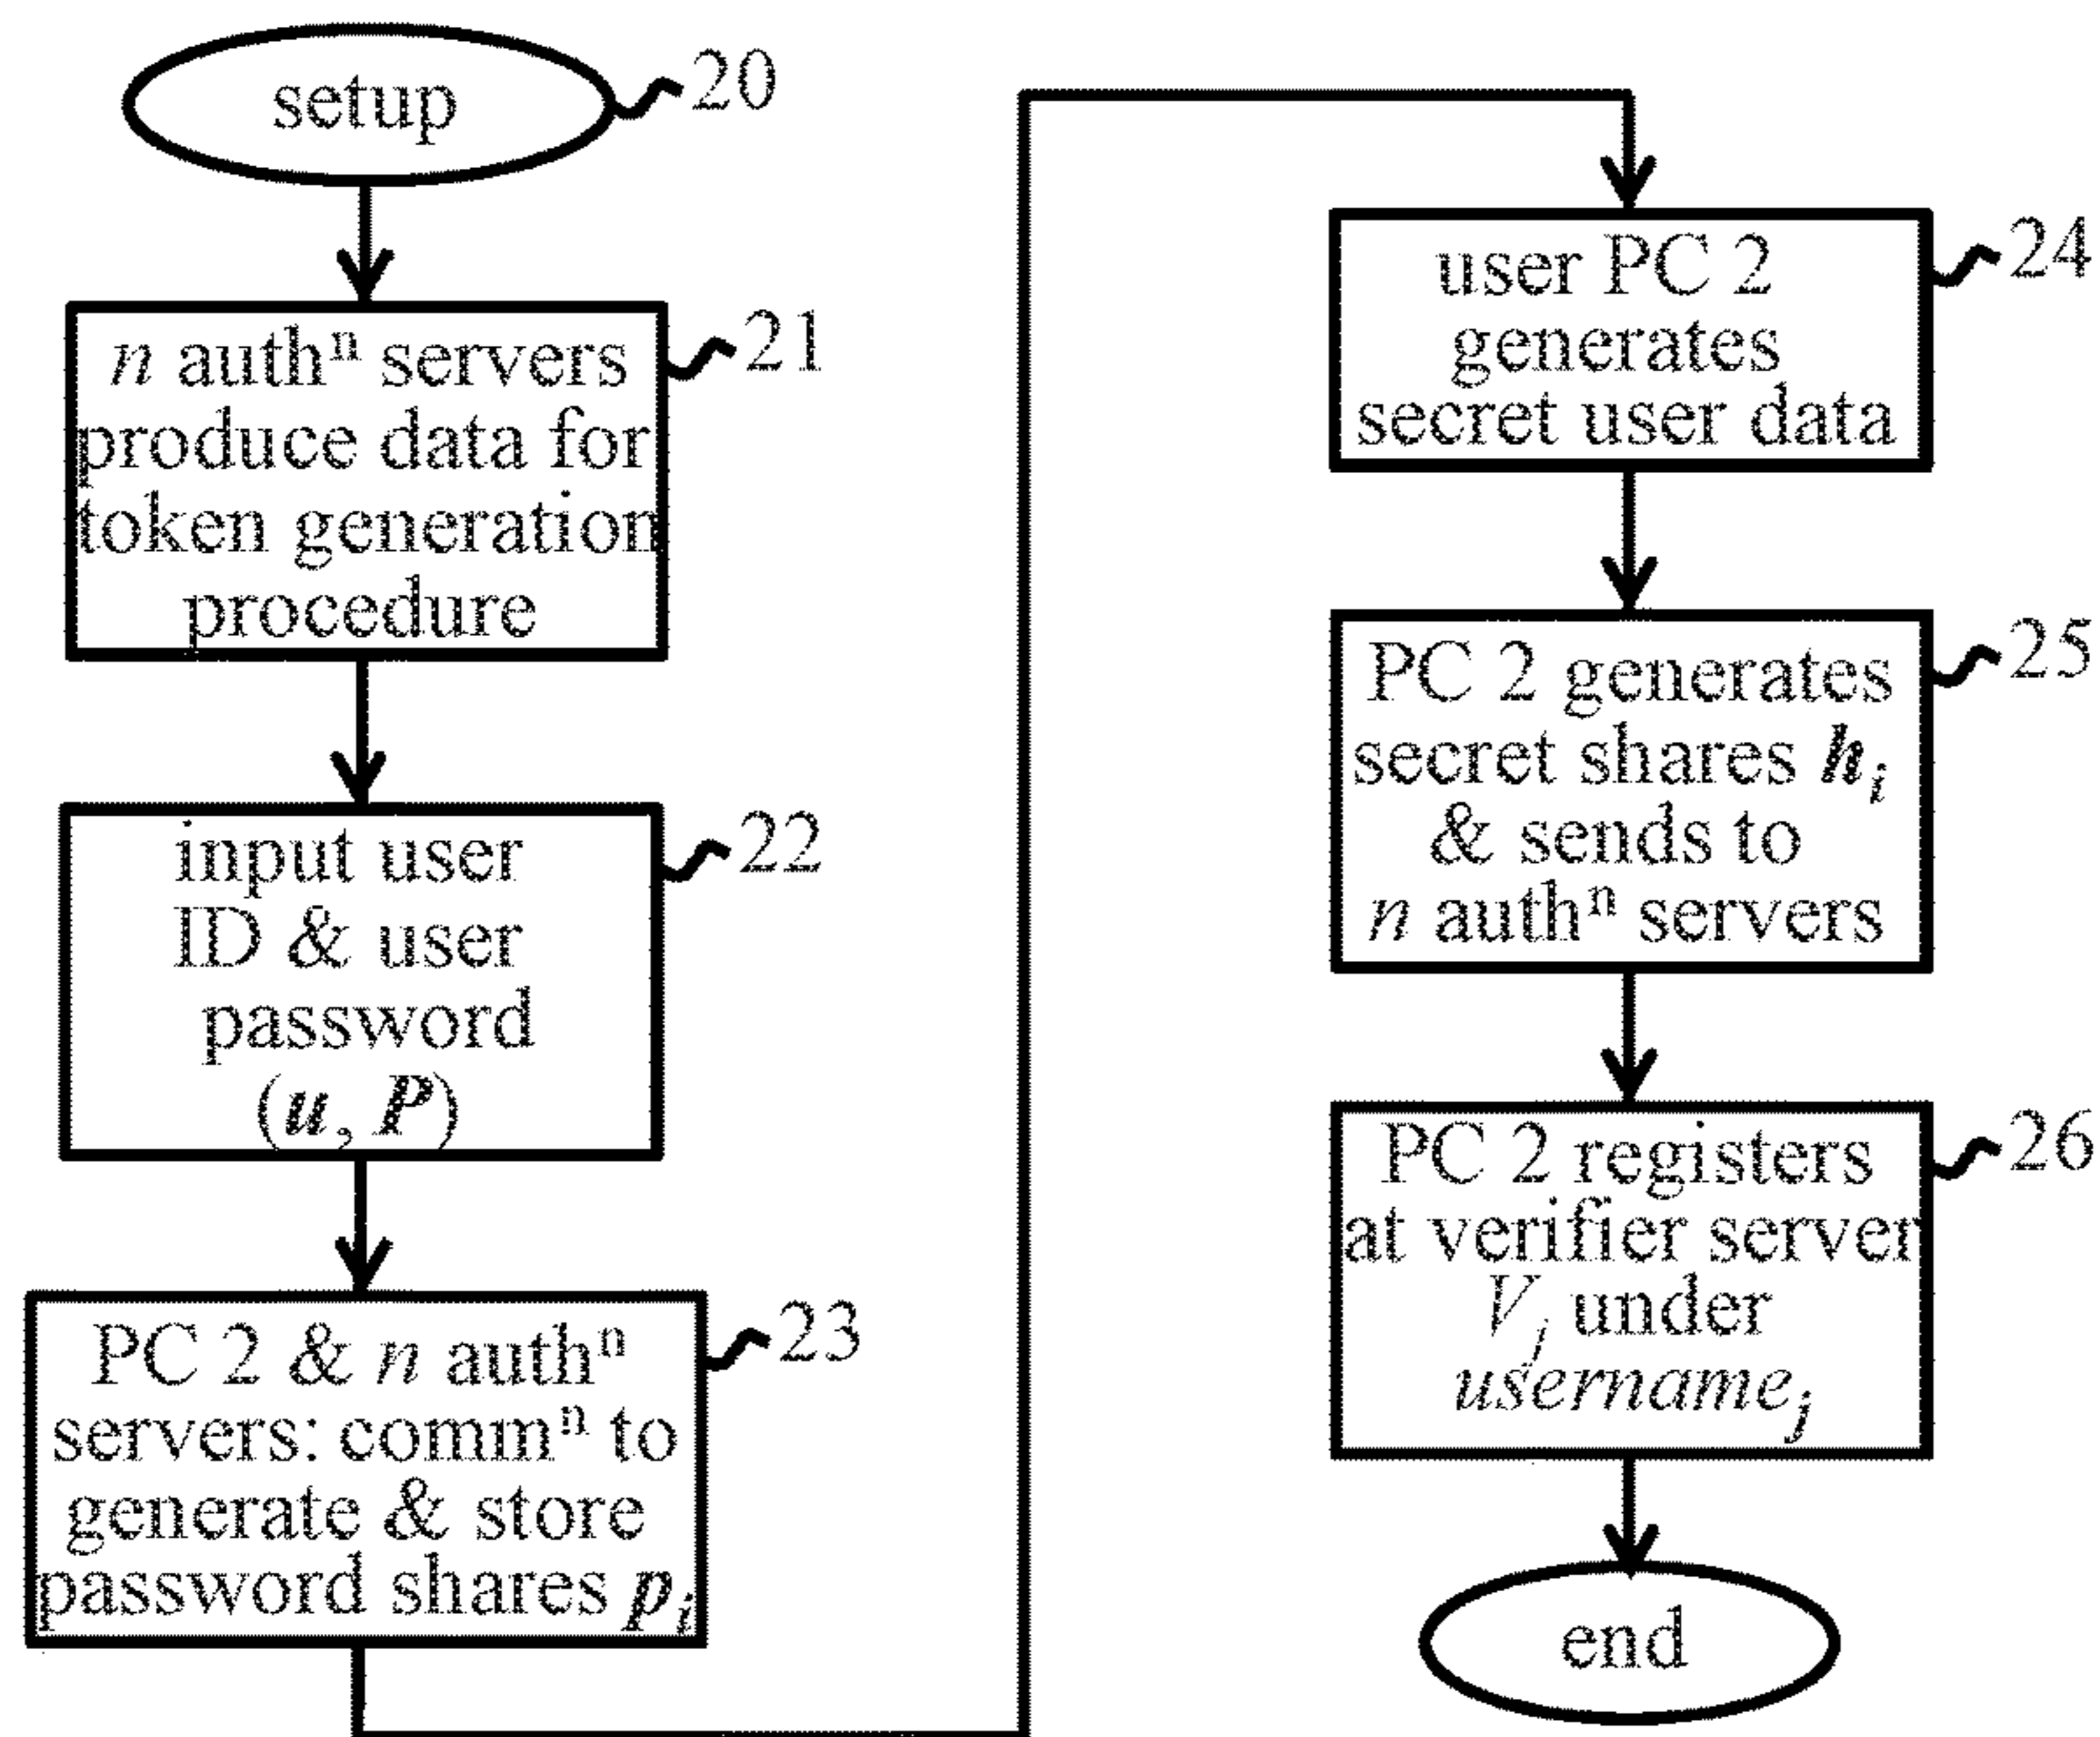 setup
20
n authⁿ servers
produce data for
token generation
procedure
21
input user
ID & user
password
(u, P)
22
PC 2 & n authⁿ
servers: commⁿ to
generate & store
password shares pᵢ
23
user PC 2
generates
secret user data
24
PC 2 generates
secret shares hᵢ
& sends to
n authⁿ servers
25
PC 2 registers
at verifier server
Vⱼ under
usernameⱼ
26
end